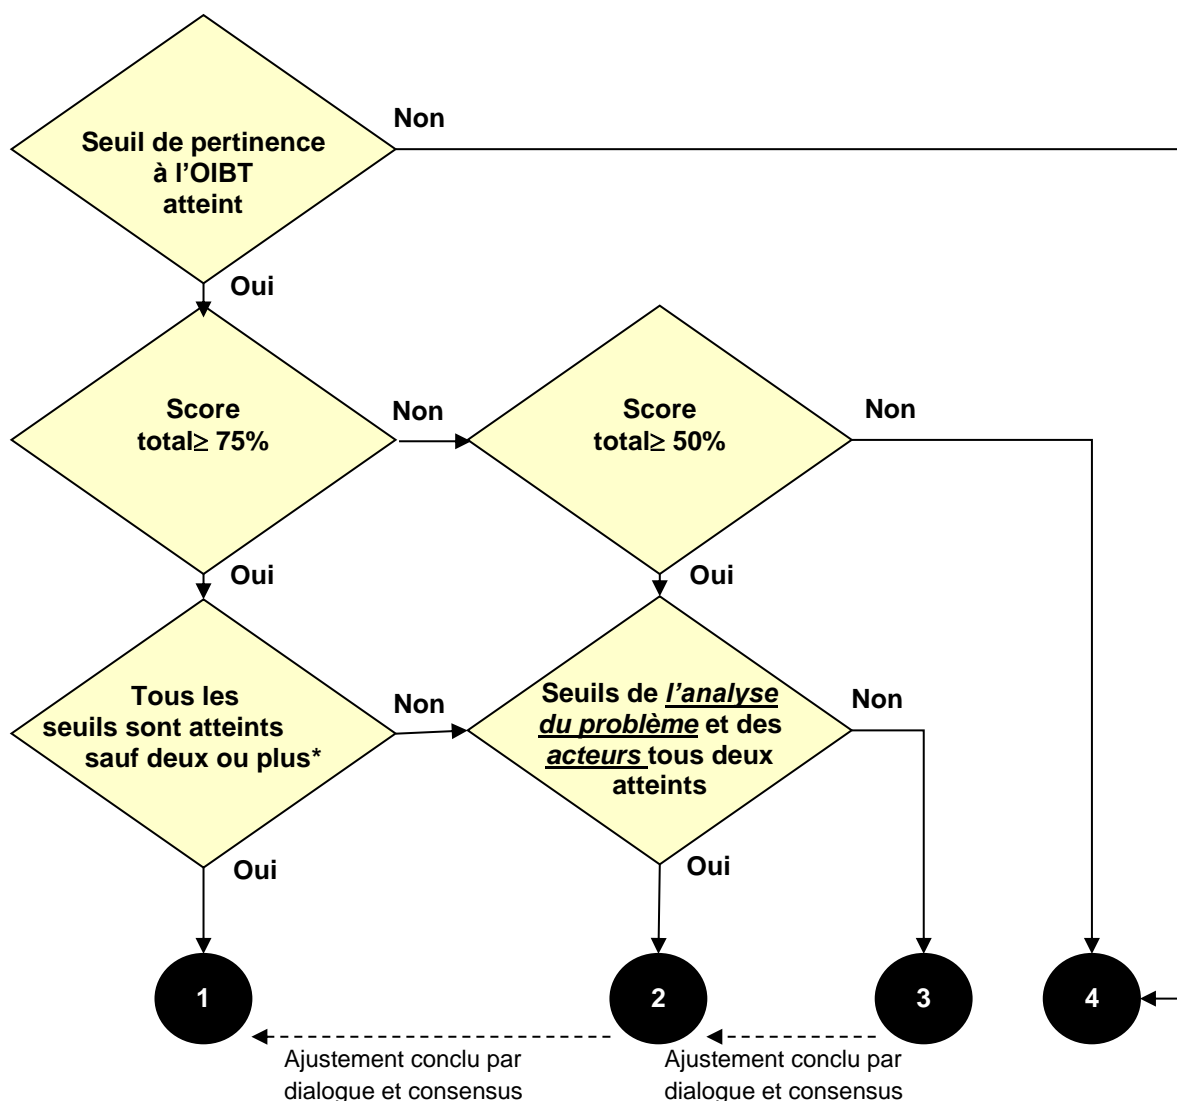 Non
Seuil de pertinence
à l’OIBT
atteint
Oui
Score
total≥ 75%
Non
Score
total≥ 50%
Non
Oui
Oui
Tous les
seuils sont atteints
sauf deux ou plus*
Non
Seuils de l’analyse
du problème et des
acteurs tous deux
atteints
Non
Oui
Oui
1
2
3
4
Ajustement conclu par
dialogue et consensus
Ajustement conclu par
dialogue et consensus